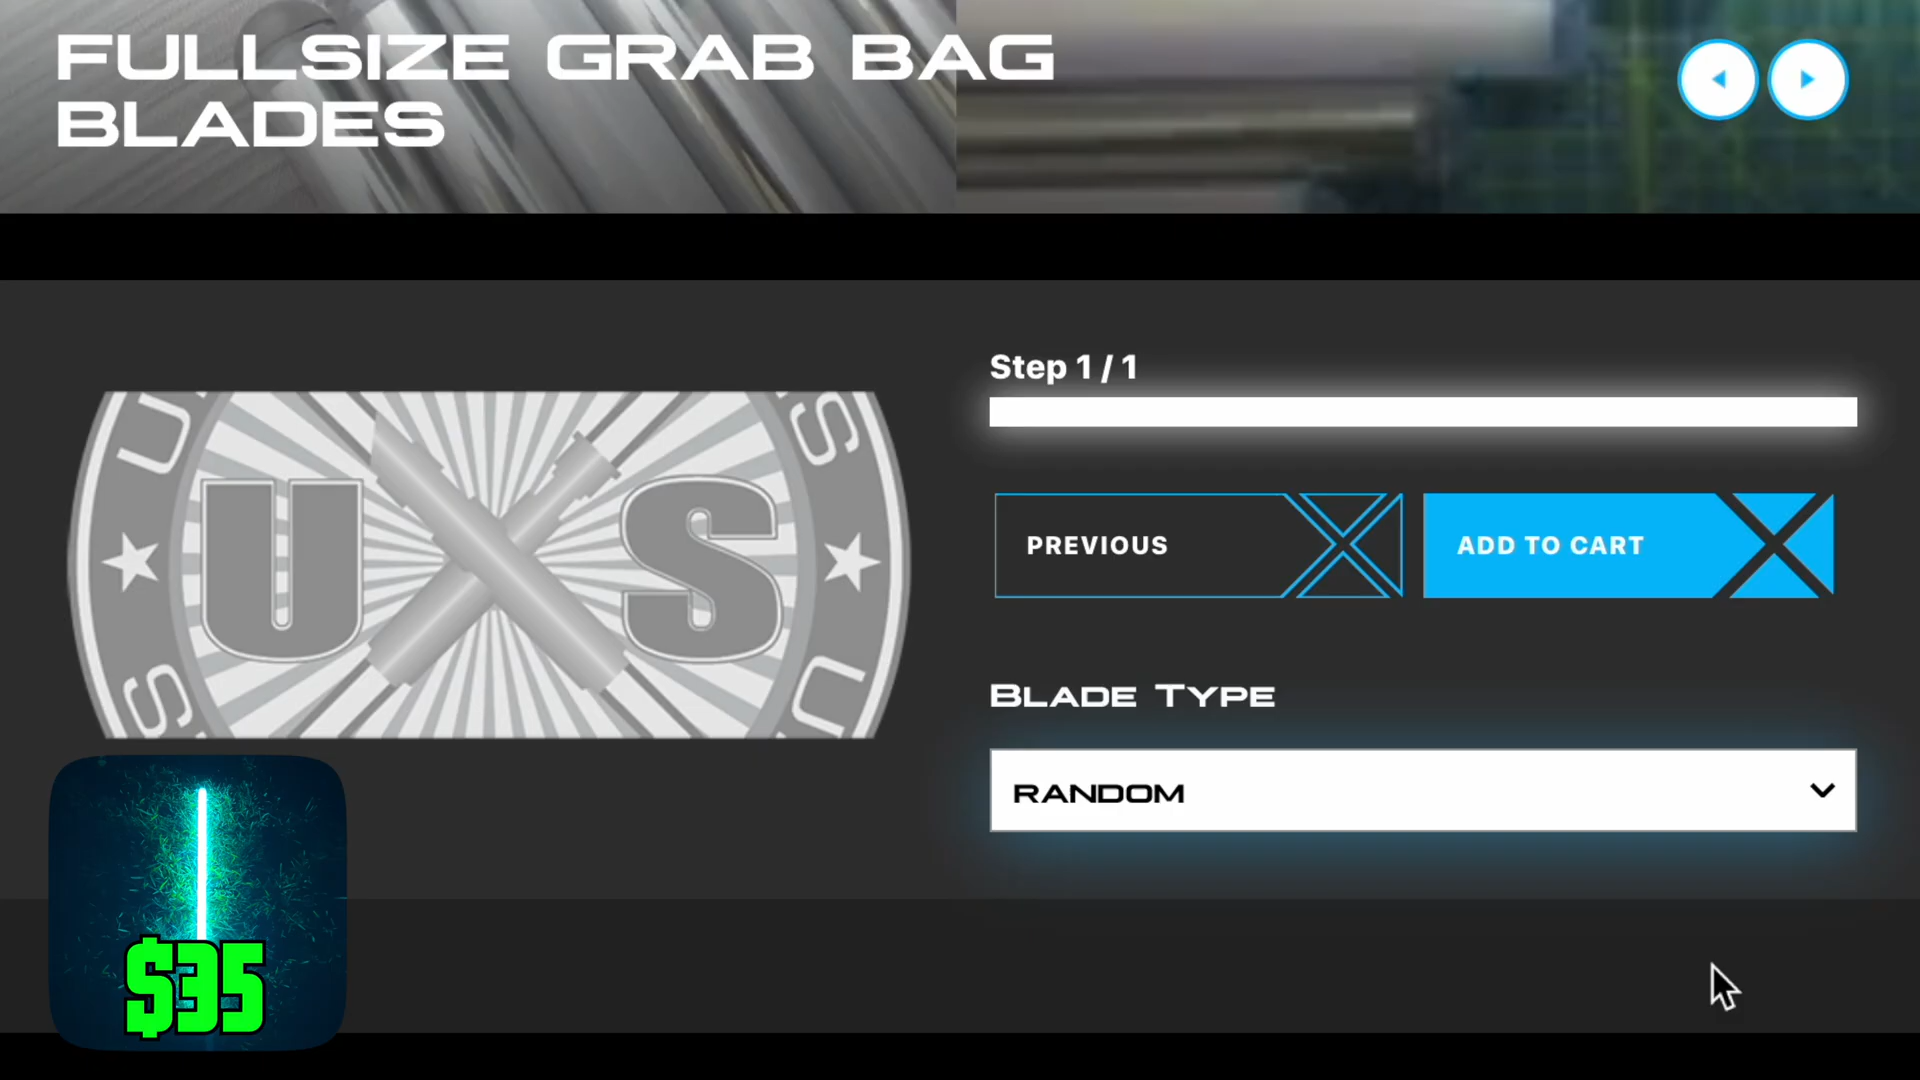 FULLSIZE GRAB BAG
BLADES
Step 1 / 1
PREVIOUS
ADD TO CART
BLADE TYPE
RANDOM
U S
U S
S U
$35